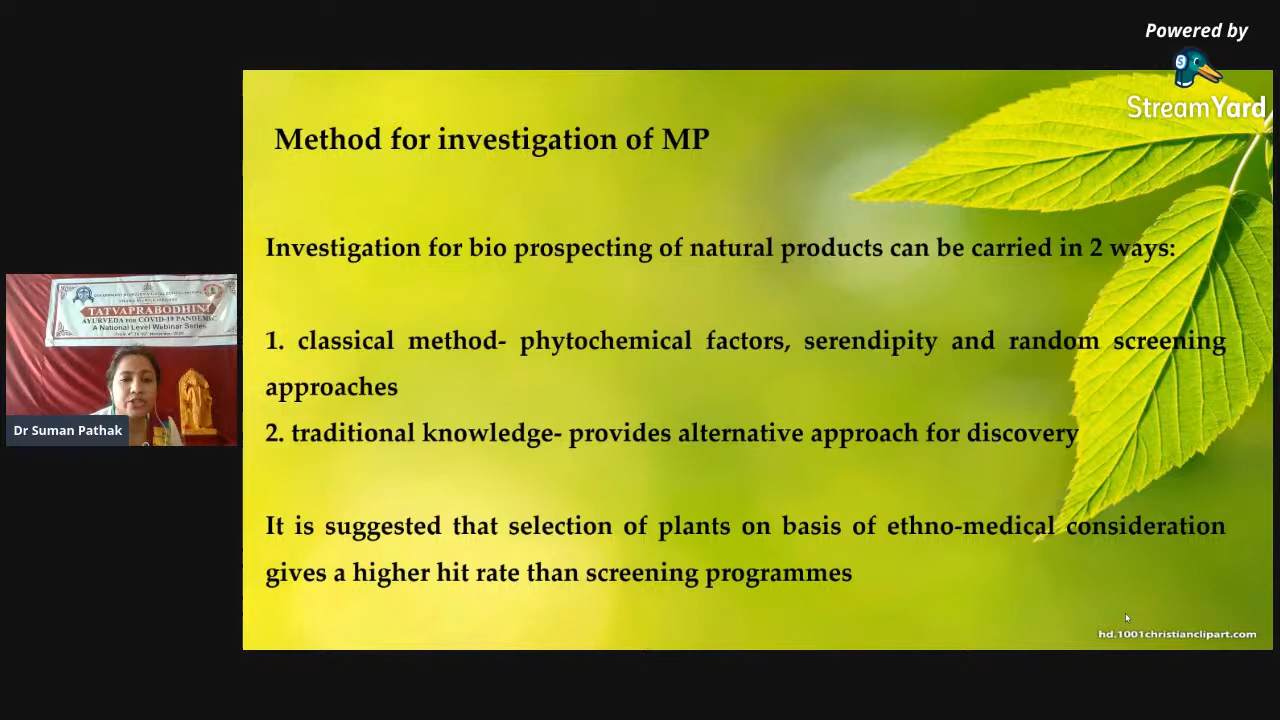 Powered by
StreamYard
Method for investigation of MP
Investigation for bio prospecting of natural products can be carried in 2 ways:
1. classical method- phytochemical factors, serendipity and random screening
approaches
2. traditional knowledge- provides alternative approach for discovery
It is suggested that selection of plants on basis of ethno-medical consideration
gives a higher hit rate than screening programmes
hd.1001christianclipart.com
TATVAPRABODHINI
AYURVEDA FOR COVID-19 PANDEMIC
A National Level Webinar Series
Dr Suman Pathak